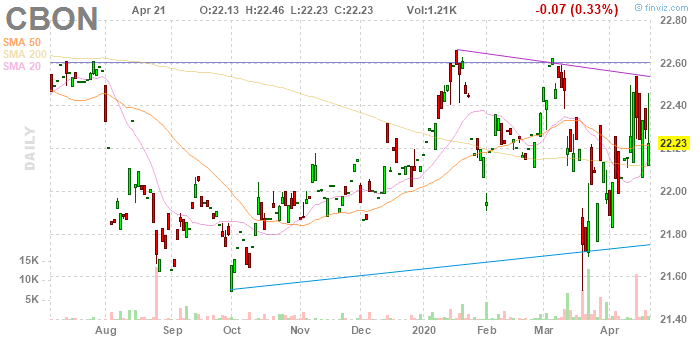 CBON
Apr 21 O:22.13 H:22.46 L:22.23 C:22.23 Vol:1.21K -0.07 (0.33%)
© finviz.com
SMA 50
SMA 200
SMA 20
DAILY
22.80
22.60
22.40
22.23
22.20
22.00
21.80
21.60
21.40
15K
10K
5K
Aug Sep Oct Nov Dec 2020 Feb Mar Apr